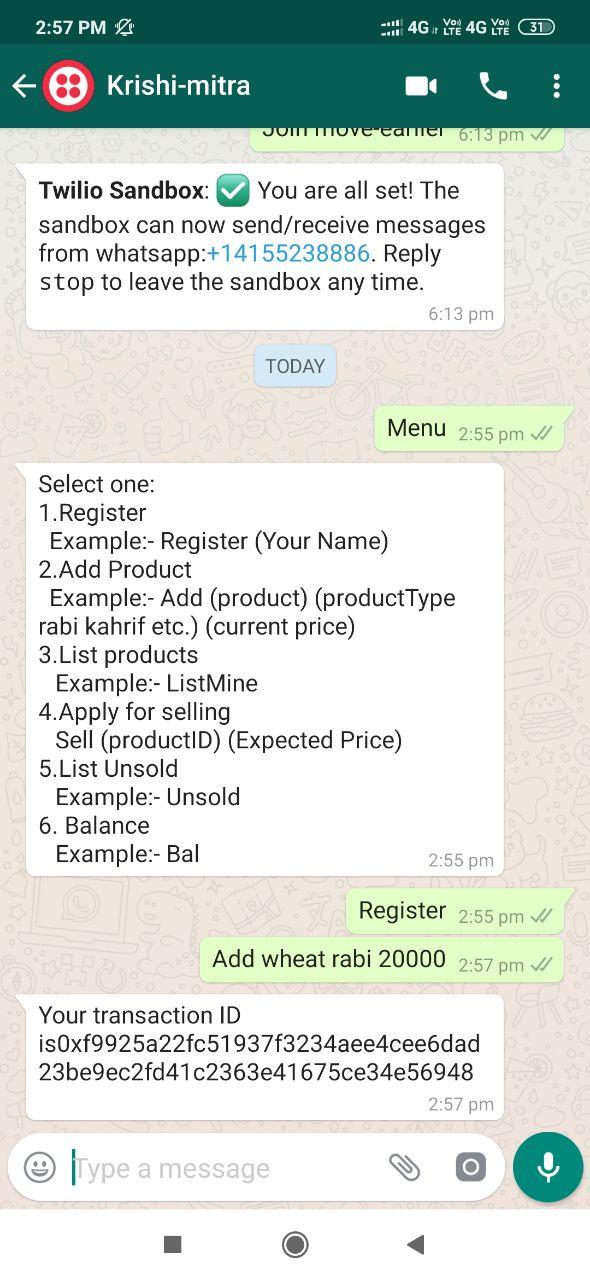 2:57 PM 4G Vo) LTE 4G Vo) LTE 31
Krishi-mitra
Join move-earlier 6:13 pm
Twilio Sandbox: ✅ You are all set! The
sandbox can now send/receive messages
from whatsapp:+14155238886. Reply
stop to leave the sandbox any time.
6:13 pm
TODAY
Menu 2:55 pm
Select one:
1.Register
Example:- Register (Your Name)
2.Add Product
Example:- Add (product) (productType
rabi kahrif etc.) (current price)
3.List products
Example:- ListMine
4.Apply for selling
Sell (productID) (Expected Price)
5.List Unsold
Example:- Unsold
6. Balance
Example:- Bal
2:55 pm
Register 2:55 pm
Add wheat rabi 20000 2:57 pm
Your transaction ID
is0xf9925a22fc51937f3234aee4cee6dad
23be9ec2fd41c2363e41675ce34e56948
2:57 pm
Type a message